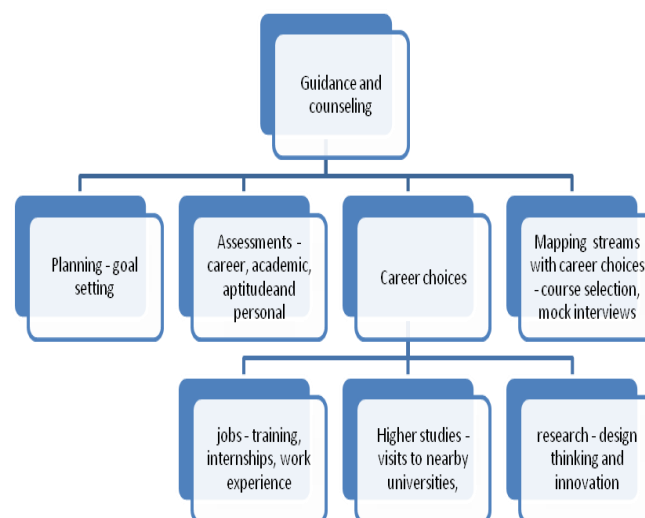 Guidance and
counseling
Planning - goal
setting
Assessments -
career, academic,
aptitudeand
personal
Career choices
Mapping streams
with career choices
- course selection,
mock interviews
jobs - training,
internships, work
experience
Higher studies -
visits to nearby
universities,
research - design
thinking and
innovation